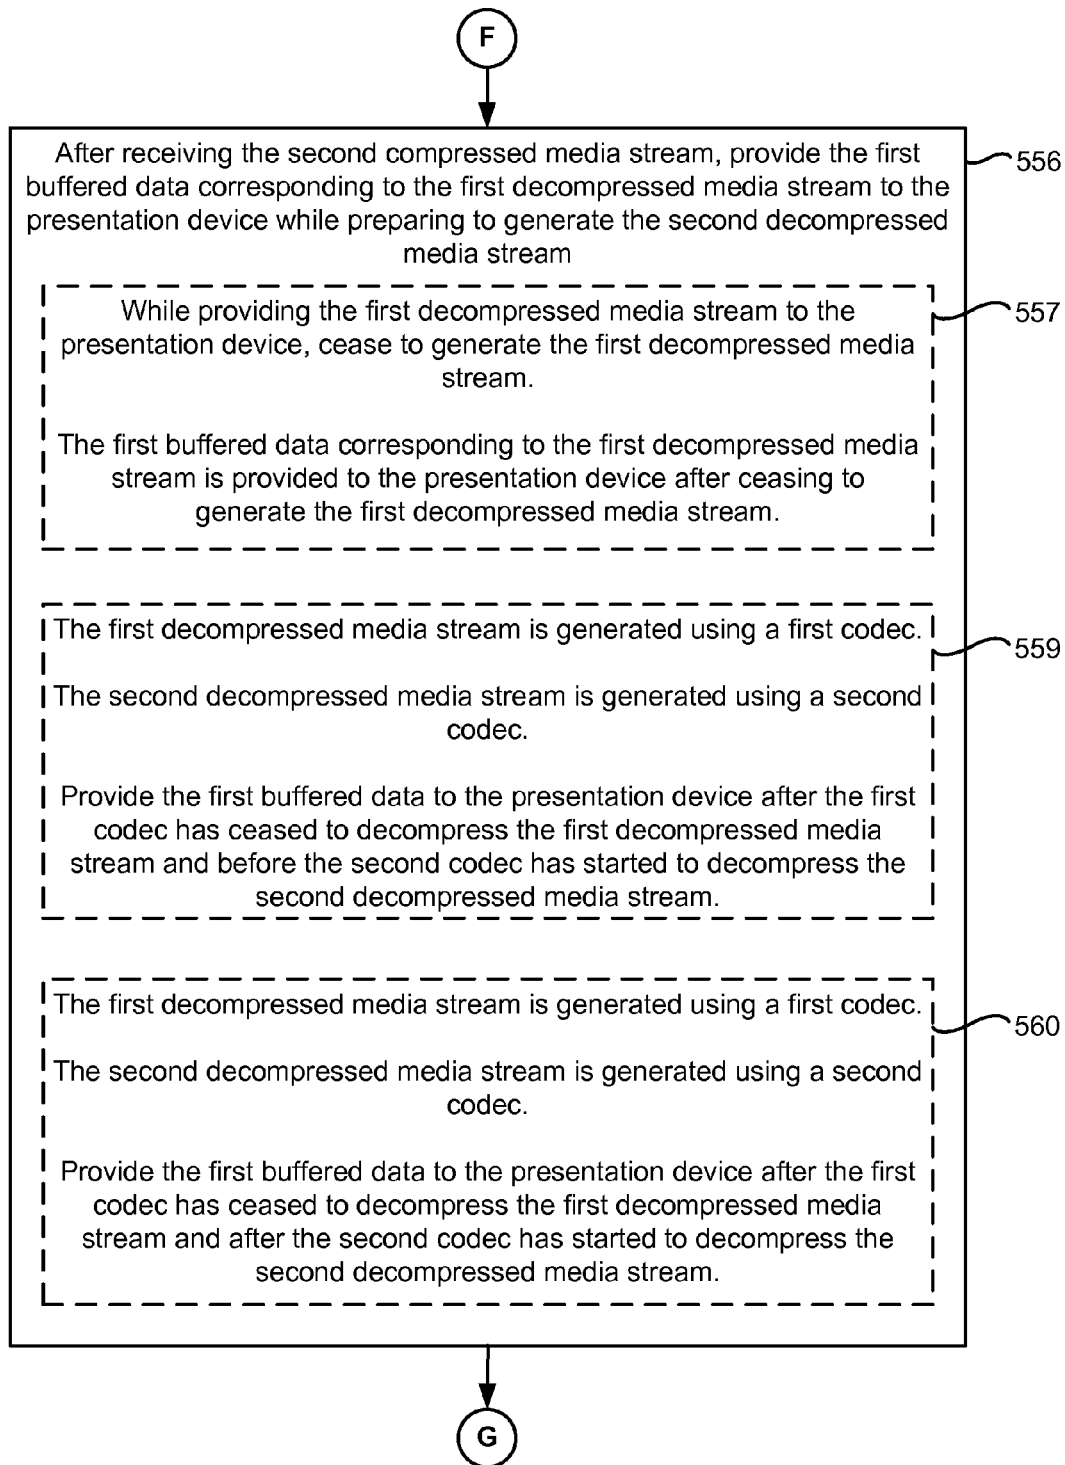 F
After receiving the second compressed media stream, provide the first
buffered data corresponding to the first decompressed media stream to the
presentation device while preparing to generate the second decompressed
media stream
556
While providing the first decompressed media stream to the
presentation device, cease to generate the first decompressed media
stream.
557
The first buffered data corresponding to the first decompressed media
stream is provided to the presentation device after ceasing to
generate the first decompressed media stream.
The first decompressed media stream is generated using a first codec.
559
The second decompressed media stream is generated using a second
codec.
Provide the first buffered data to the presentation device after the first
codec has ceased to decompress the first decompressed media
stream and before the second codec has started to decompress the
second decompressed media stream.
The first decompressed media stream is generated using a first codec.
560
The second decompressed media stream is generated using a second
codec.
Provide the first buffered data to the presentation device after the first
codec has ceased to decompress the first decompressed media
stream and after the second codec has started to decompress the
second decompressed media stream.
G